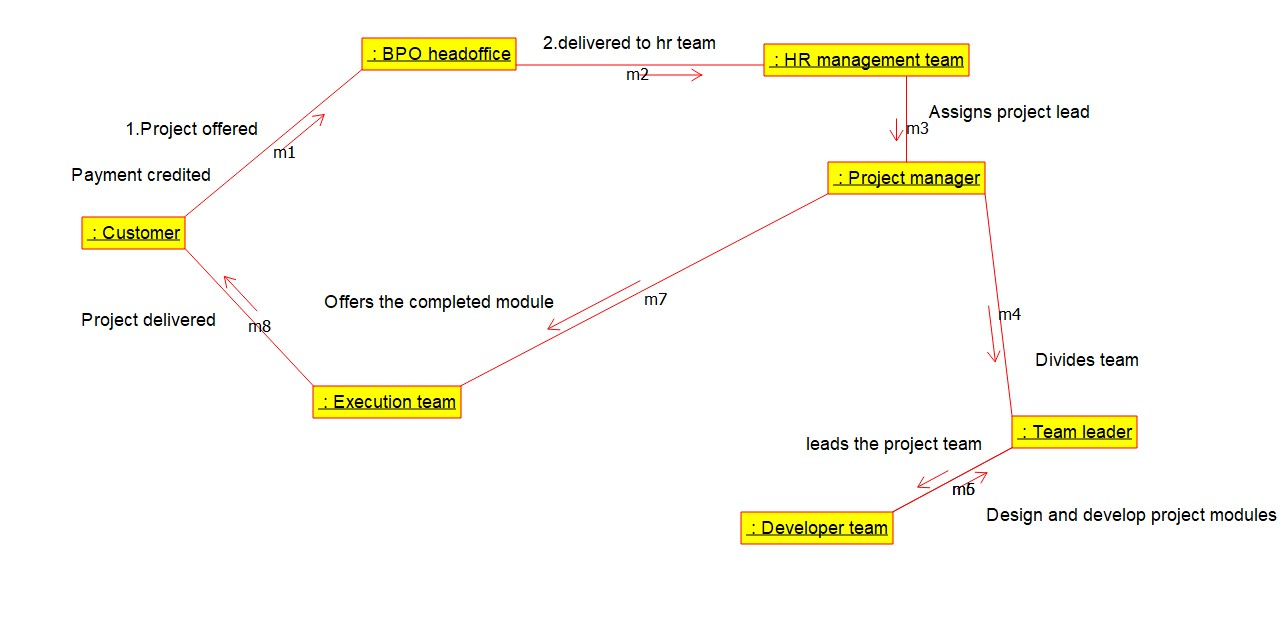 2.delivered to hr team
: BPO headoffice
: HR management team
m2
Assigns project lead
1.Project offered
m3
m1
Payment credited
: Project manager
: Customer
Offers the completed module
m7
m4
Project delivered
m8
Divides team
: Execution team
: Team leader
leads the project team
Design and develop project modules
: Developer team